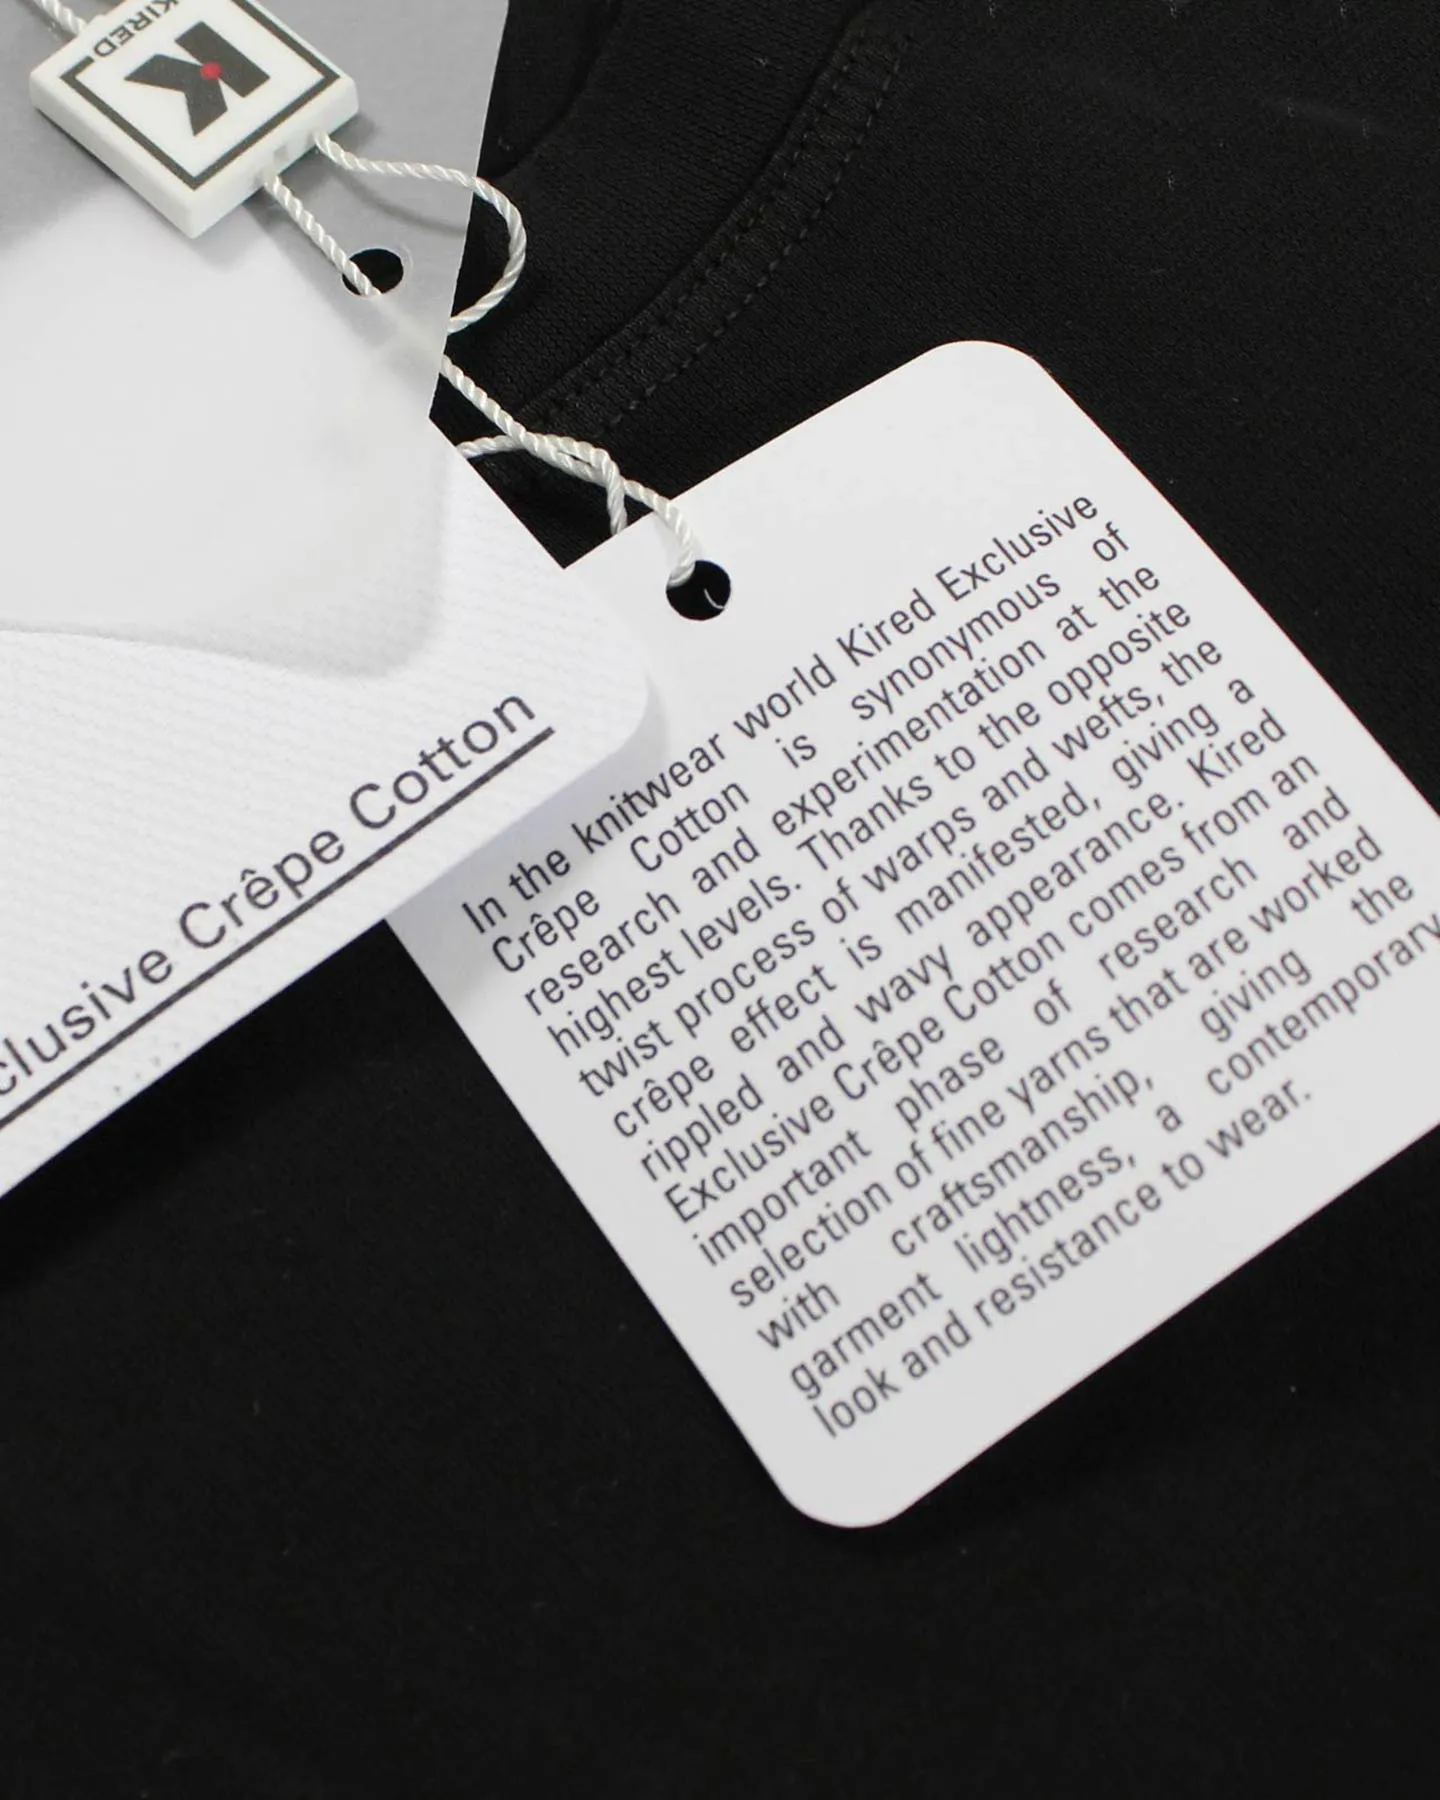 KIRED
K
clusive Crêpe Cotton
In the knitwear world Kired Exclusive
Crêpe Cotton is synonymous of
research and experimentation at the
highest levels. Thanks to the opposite
twist process of warps and wefts, the
crêpe effect is manifested, giving a
rippled and wavy appearance. Kired
Exclusive Crêpe Cotton comes from an
important phase of research and
selection of fine yarns that are worked
with craftsmanship, giving the
garment lightness, a contemporary
look and resistance to wear.